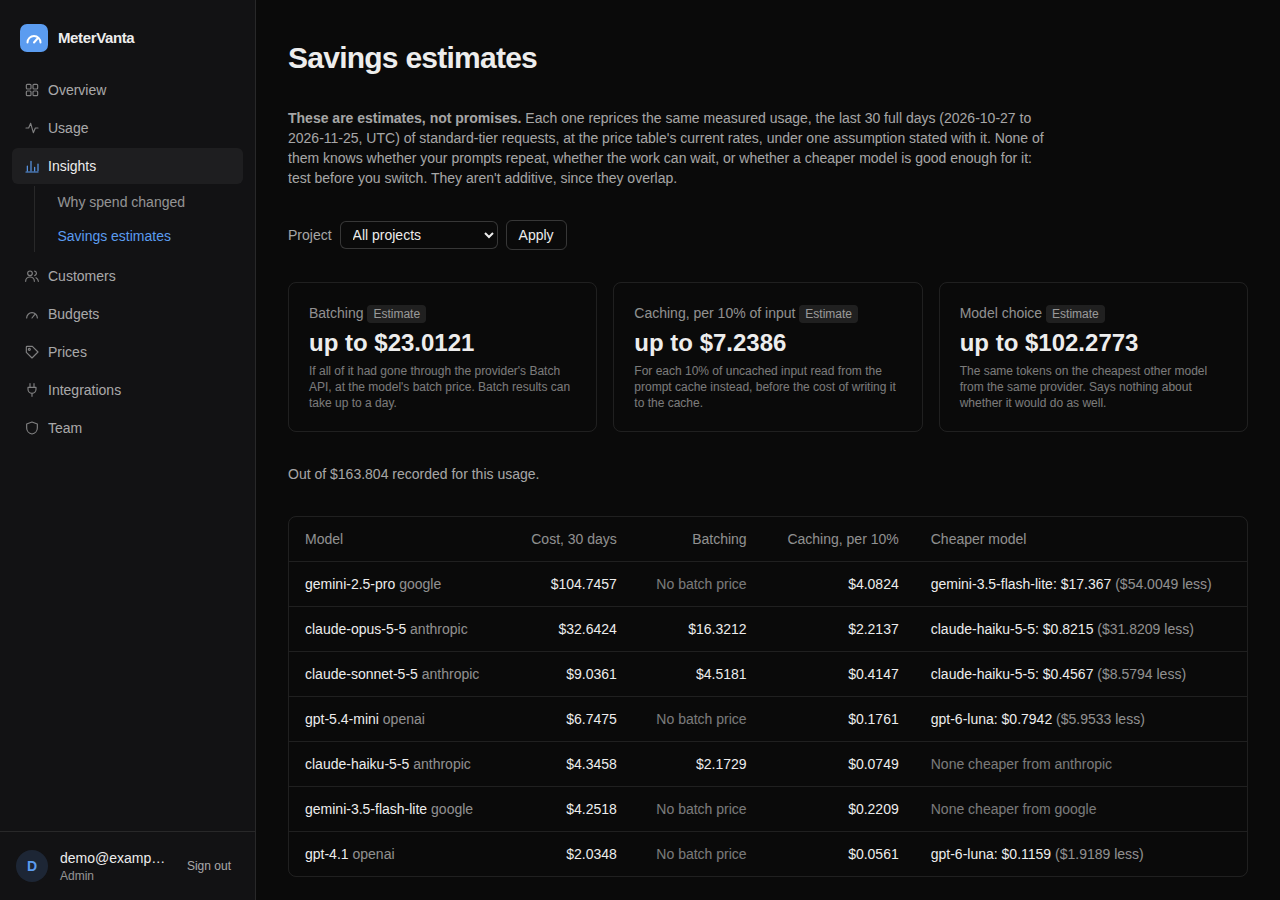 MeterVanta
Overview
Usage
Insights
Why spend changed
Savings estimates
Customers
Budgets
Prices
Integrations
Team
D
demo@examp…
Admin
Sign out
Savings estimates
These are estimates, not promises. Each one reprices the same measured usage, the last 30 full days (2026-10-27 to
2026-11-25, UTC) of standard-tier requests, at the price table's current rates, under one assumption stated with it. None of
them knows whether your prompts repeat, whether the work can wait, or whether a cheaper model is good enough for it:
test before you switch. They aren't additive, since they overlap.
Project All projects Apply
Batching Estimate
up to $23.0121
If all of it had gone through the provider's Batch
API, at the model's batch price. Batch results can
take up to a day.
Caching, per 10% of input Estimate
up to $7.2386
For each 10% of uncached input read from the
prompt cache instead, before the cost of writing it
to the cache.
Model choice Estimate
up to $102.2773
The same tokens on the cheapest other model
from the same provider. Says nothing about
whether it would do as well.
Out of $163.804 recorded for this usage.
Model Cost, 30 days Batching Caching, per 10% Cheaper model
gemini-2.5-pro google $104.7457 No batch price $4.0824 gemini-3.5-flash-lite: $17.367 ($54.0049 less)
claude-opus-5-5 anthropic $32.6424 $16.3212 $2.2137 claude-haiku-5-5: $0.8215 ($31.8209 less)
claude-sonnet-5-5 anthropic $9.0361 $4.5181 $0.4147 claude-haiku-5-5: $0.4567 ($8.5794 less)
gpt-5.4-mini openai $6.7475 No batch price $0.1761 gpt-6-luna: $0.7942 ($5.9533 less)
claude-haiku-5-5 anthropic $4.3458 $2.1729 $0.0749 None cheaper from anthropic
gemini-3.5-flash-lite google $4.2518 No batch price $0.2209 None cheaper from google
gpt-4.1 openai $2.0348 No batch price $0.0561 gpt-6-luna: $0.1159 ($1.9189 less)